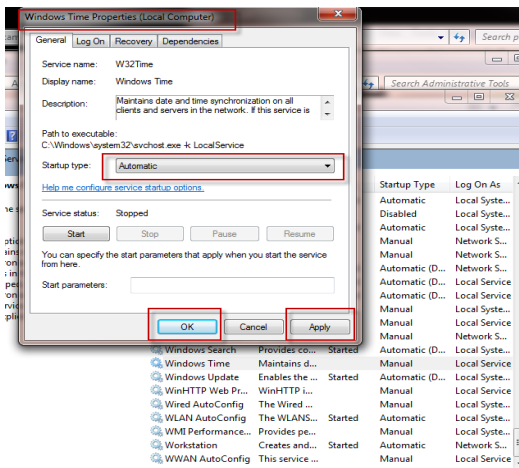 Windows Time Properties (Local Computer)
General Log On Recovery Dependencies
Service name: W32Time
Display name: Windows Time
Description: Maintains date and time synchronization on all
clients and servers in the network. If this service is
Path to executable:
C:\Windows\system32\svchost.exe -k LocalService
Startup type: Automatic
Help me configure service startup options.
Service status: Stopped
Start Stop Pause Resume
You can specify the start parameters that apply when you start the service
from here.
Start parameters:
OK Cancel Apply
Search p
Search Administrative Tools
Startup Type Log On As
Automatic Local Syste...
Disabled Local Syste...
Automatic Local Syste...
Manual Network S...
Manual Network S...
Automatic (D... Network S...
Automatic (D... Local Service
Automatic (D... Local Service
Manual Local Syste...
Manual Local Service
Manual Network S...
Windows Search Provides co... Started Automatic (D... Local Syste...
Windows Time Maintains d... Manual Local Service
Windows Update Enables the ... Started Automatic (D... Local Syste...
WinHTTP Web Pr... WinHTTP i... Manual Local Service
Wired AutoConfig The Wired ... Manual Local Syste...
WLAN AutoConfig The WLANS... Started Automatic Local Syste...
WMI Performance... Provides pe... Manual Local Syste...
Workstation Creates and... Started Automatic Network S...
WWAN AutoConfig This service ... Manual Local Service